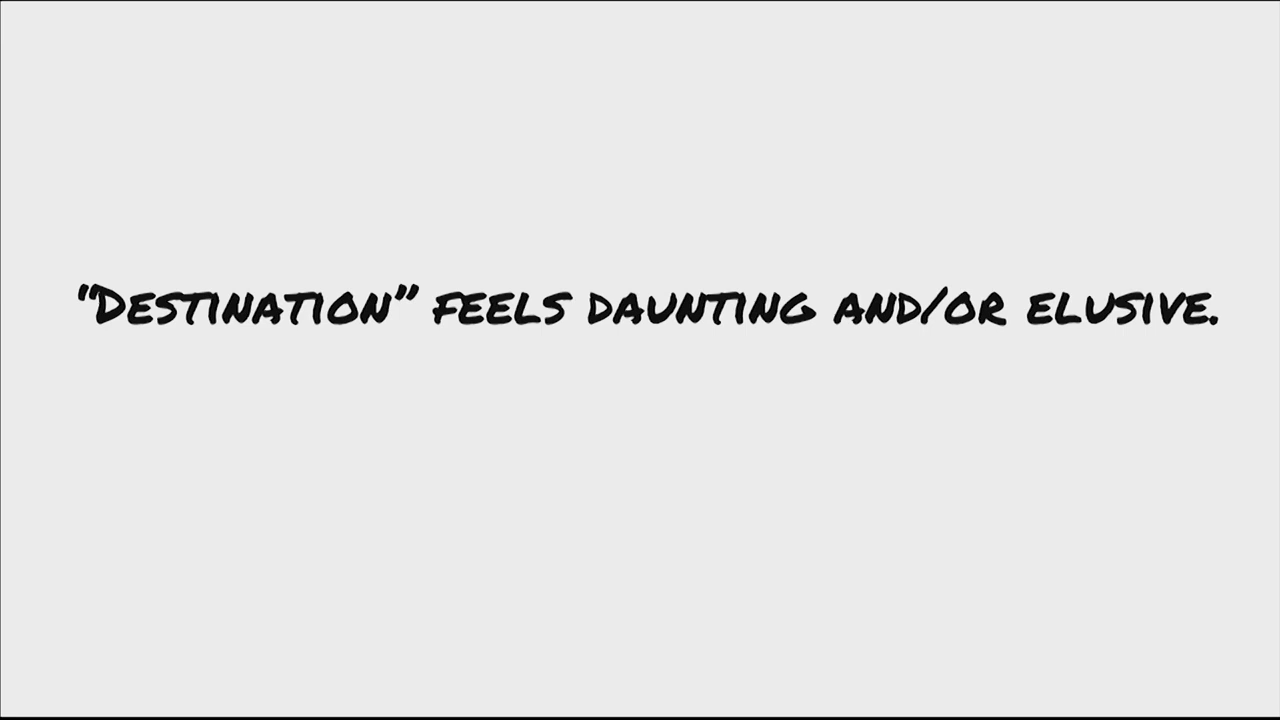 “Destination” feels daunting and/or elusive.